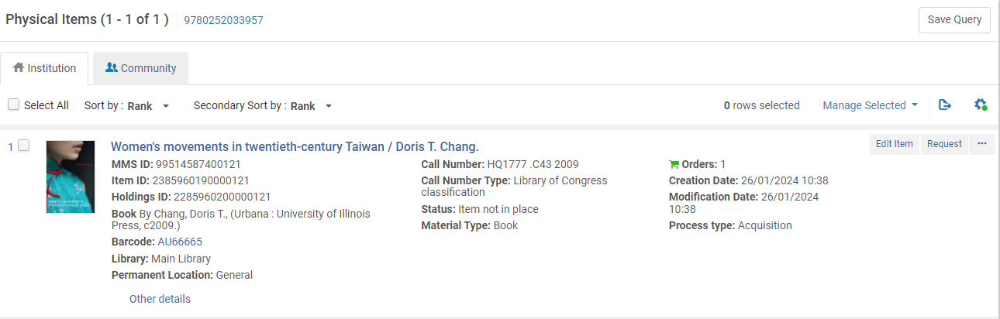 Physical Items (1 - 1 of 1 ) 9780252033957
Save Query
Institution
Community
Select All Sort by : Rank Secondary Sort by : Rank
0 rows selected Manage Selected
1
Women's movements in twentieth-century Taiwan / Doris T. Chang.
Edit Item Request ...
MMS ID: 99514587400121
Item ID: 2385960190000121
Holdings ID: 2285960200000121
Book By Chang, Doris T., (Urbana : University of Illinois
Press, c2009.)
Barcode: AU66665
Library: Main Library
Permanent Location: General
Other details
Call Number: HQ1777 .C43 2009
Call Number Type: Library of Congress
classification
Status: Item not in place
Material Type: Book
Orders: 1
Creation Date: 26/01/2024 10:38
Modification Date: 26/01/2024
10:38
Process type: Acquisition